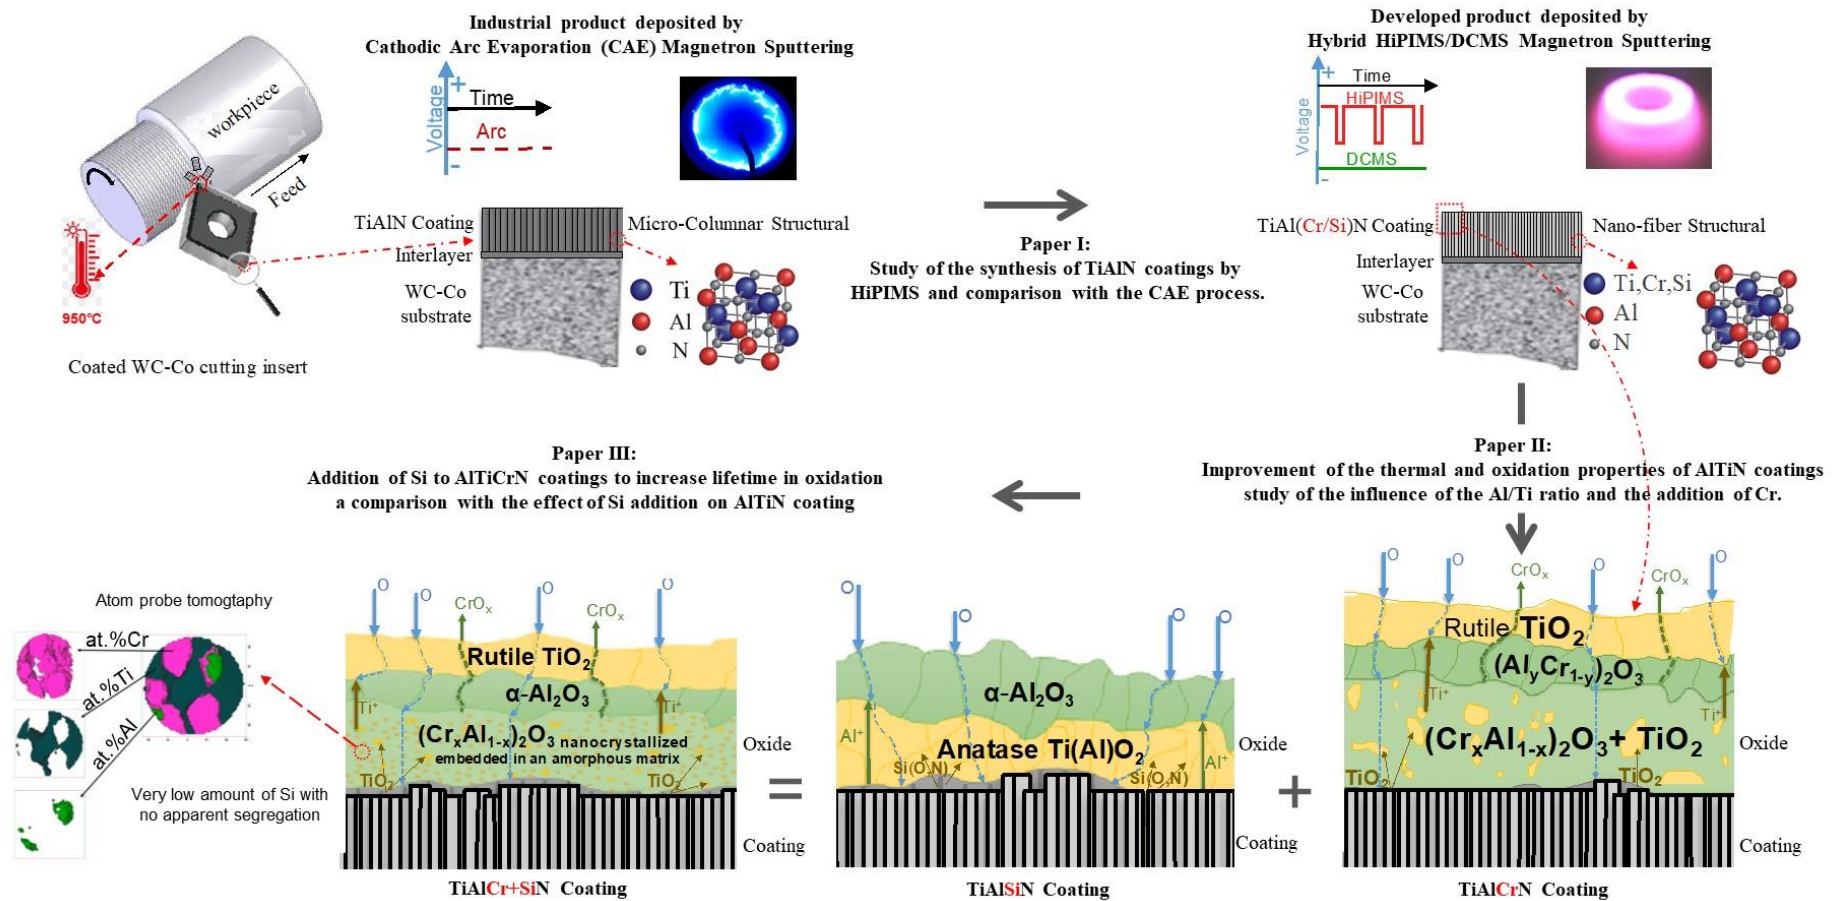 Industrial product deposited by
Cathodic Arc Evaporation (CAE) Magnetron Sputtering
Developed product deposited by
Hybrid HiPIMS/DCMS Magnetron Sputtering
workpiece
Feed
950°C
Coated WC-Co cutting insert
+
Voltage
-
Time
Arc
TiAlN Coating
Interlayer
WC-Co
substrate
Micro-Columnar Structural
Ti
Al
N
Paper I:
Study of the synthesis of TiAlN coatings by
HiPIMS and comparison with the CAE process.
+
Voltage
-
Time
HiPIMS
DCMS
TiAl(Cr/Si)N Coating
Interlayer
WC-Co
substrate
Nano-fiber Structural
Ti,Cr,Si
Al
N
Paper II:
Improvement of the thermal and oxidation properties of AlTiN coatings
study of the influence of the Al/Ti ratio and the addition of Cr.
Paper III:
Addition of Si to AlTiCrN coatings to increase lifetime in oxidation
a comparison with the effect of Si addition on AlTiN coating
Atom probe tomogtaphy
at.%Cr
at.%Ti
at.%Al
Very low amount of Si with
no apparent segregation
O
O
CrOₓ
O
CrOₓ
O
Rutile TiO₂
α-Al₂O₃
Ti⁺
Ti⁺
(CrₓAl₁₋ₓ)₂O₃ nanocrystallized
embedded in an amorphous matrix
TiO₂
TiO₂
Oxide
Coating
TiAlCr+SiN Coating
=
O
O
O
O
α-Al₂O₃
Al⁺
Al⁺
Anatase Ti(Al)O₂
Si(O,N)
Si(O,N)
Oxide
Coating
TiAlSiN Coating
+
O
O
CrOₓ
O
CrOₓ
O
Rutile TiO₂
(AlyCr1-y)₂O₃
Ti⁺
Ti⁺
(CrₓAl₁₋ₓ)₂O₃+ TiO₂
TiO₂
TiO₂
Oxide
Coating
TiAlCrN Coating